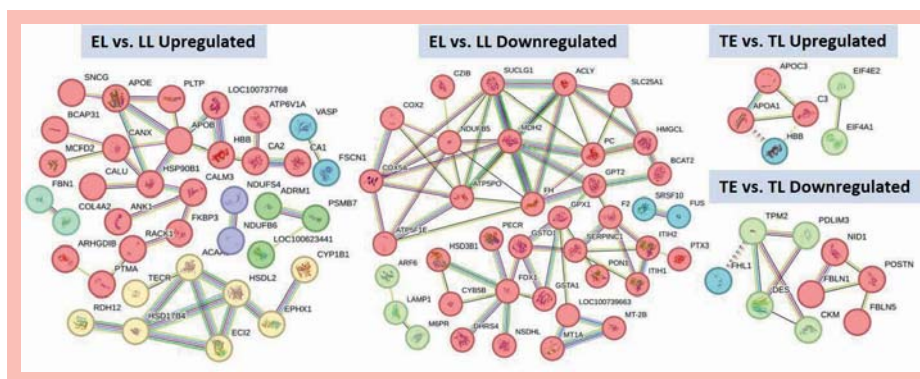 EL vs. LL Upregulated
SNCG
APOE
PLTP
LOC100737768
BCAP31
CANX
APOB
ATP6V1A
VASP
MCFD2
HBB
CA2
CA1
CALU
HSP90B1
FSCN1
FBN1
CALM3
COL4A2
ANK1
NDUFS4
ADRM1
PSMB7
FKBP3
RACK1
NDUFB6
LOC100623441
ARHGDIB
PTMA
CYP1B1
TECR
HSDL2
RDH12
HSD17B4
EPHX1
ECI2
EL vs. LL Downregulated
SUCLG1
ACLY
CZIB
SLC25A1
COX2
NDUFB5
MDH2
HMGCL
PC
COX5A
BCAT2
GPT2
ATP5PO
FH
SRSF10
FUS
GPX1
F2
ATP5F1E
PECR
GSTO1
SERPINC1
ITIH2
PTX3
HSD3B1
ARF6
FDX1
PON1
ITIH1
CYB5B
GSTA1
LAMP1
LOC100739663
MT-2B
M6PR
DHRS4
NSDHL
MT1A
TE vs. TL Upregulated
APOC3
EIF4E2
APOA1
C3
HBB
EIF4A1
TE vs. TL Downregulated
TPM2
PDLIM3
NID1
FHL1
POSTN
FBLN1
DES
CKM
FBLN5